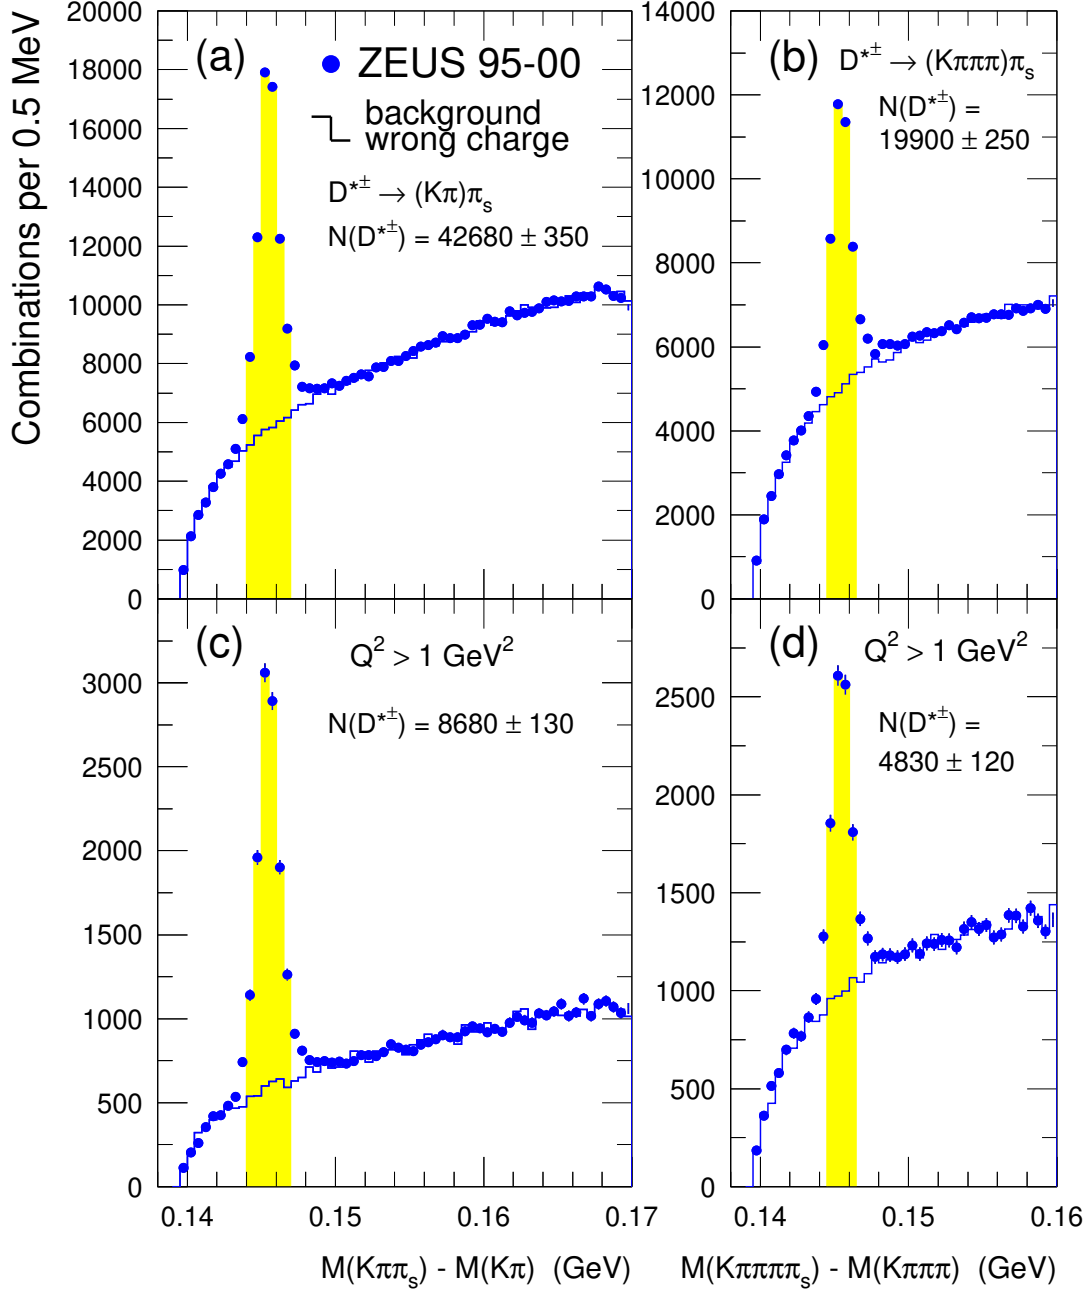 Combinations per 0.5 MeV
20000
18000
16000
14000
12000
10000
8000
6000
4000
2000
0
(a)
ZEUS 95-00
background
wrong charge
D*± → (Kπ)πs
N(D*±) = 42680 ± 350
14000
12000
10000
8000
6000
4000
2000
0
(b)
D*± → (Kπππ)πs
N(D*±) =
19900 ± 250
3000
2500
2000
1500
1000
500
0
(c)
Q² > 1 GeV²
N(D*±) = 8680 ± 130
0.14
0.15
0.16
0.17
M(Kππs) - M(Kπ) (GeV)
2500
2000
1500
1000
500
0
(d)
Q² > 1 GeV²
N(D*±) =
4830 ± 120
0.14
0.15
0.16
M(Kππππs) - M(Kπππ) (GeV)